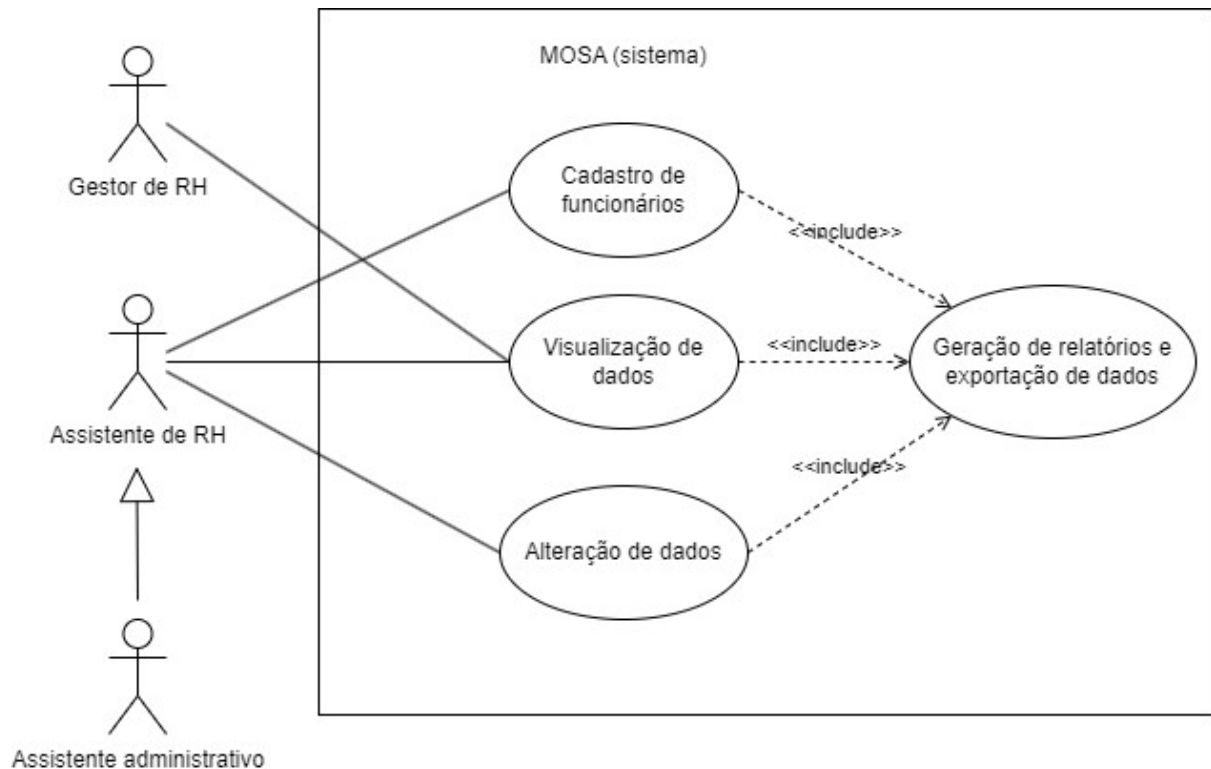 MOSA (sistema)
Gestor de RH
Cadastro de
funcionários
<<include>>
Visualização de
dados
<<include>>
Geração de relatórios e
exportação de dados
Assistente de RH
<<include>>
Alteração de dados
Assistente administrativo